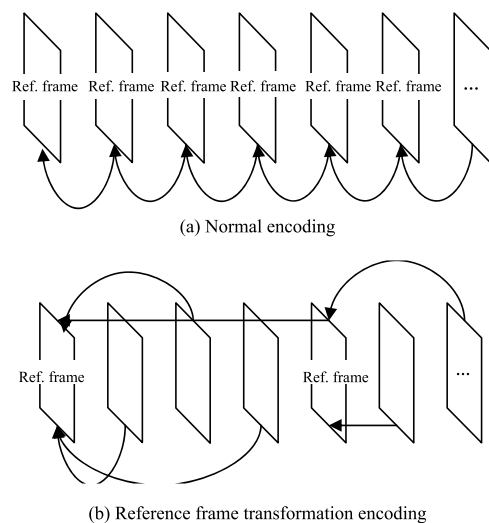 Ref. frame Ref. frame Ref. frame Ref. frame Ref. frame Ref. frame ...
(a) Normal encoding
Ref. frame Ref. frame ...
(b) Reference frame transformation encoding